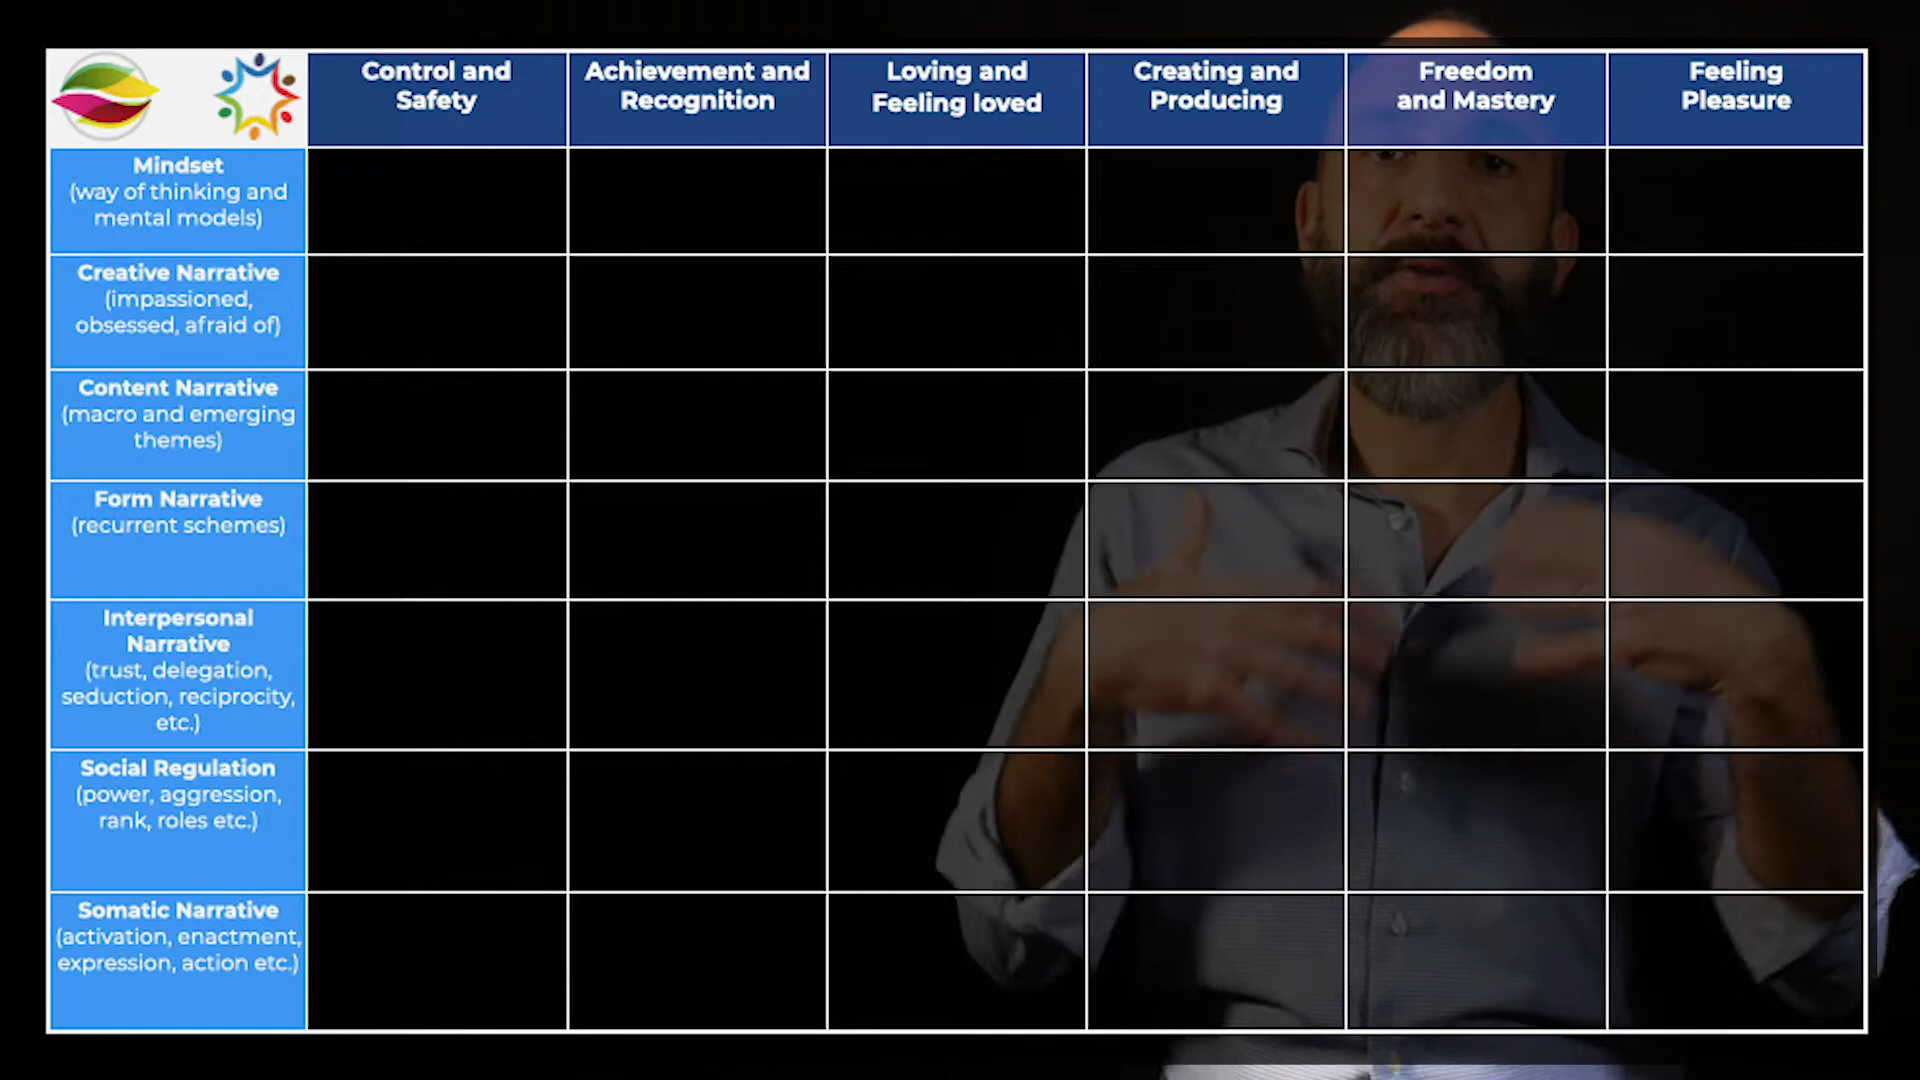 Control and
Safety
Achievement and
Recognition
Loving and
Feeling loved
Creating and
Producing
Freedom
and Mastery
Feeling
Pleasure
Mindset
(way of thinking and
mental models)
Creative Narrative
(impassioned,
obsessed, afraid of)
Content Narrative
(macro and emerging
themes)
Form Narrative
(recurrent schemes)
Interpersonal
Narrative
(trust, delegation,
seduction, reciprocity,
etc.)
Social Regulation
(power, aggression,
rank, roles etc.)
Somatic Narrative
(activation, enactment,
expression, action etc.)